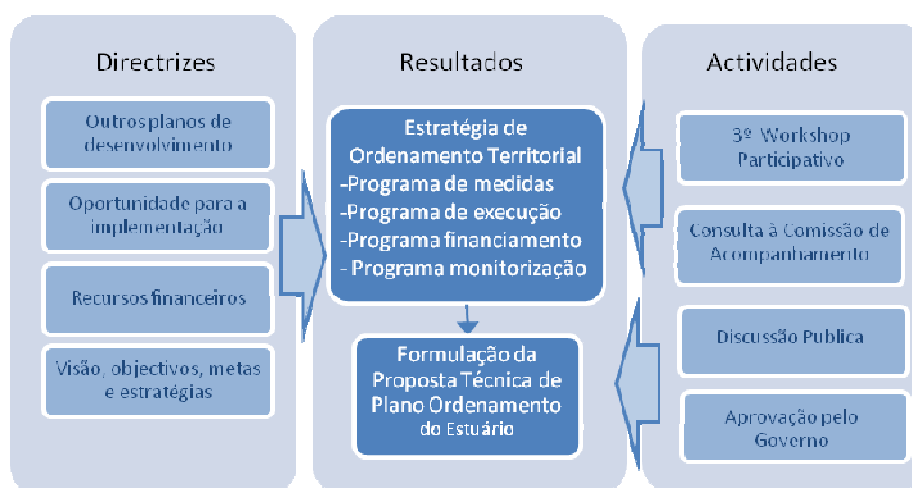 Directrizes
Outros planos de
desenvolvimento
Oportunidade para a
implementação
Recursos financeiros
Visão, objectivos, metas
e estratégias
Resultados
Estratégia de
Ordenamento Territorial
-Programa de medidas
-Programa de execução
-Programa financiamento
- Programa monitorização
Formulação da
Proposta Técnica de
Plano Ordenamento
do Estuário
Actividades
3º Workshop
Participativo
Consulta à Comissão de
Acompanhamento
Discussão Publica
Aprovação pelo
Governo